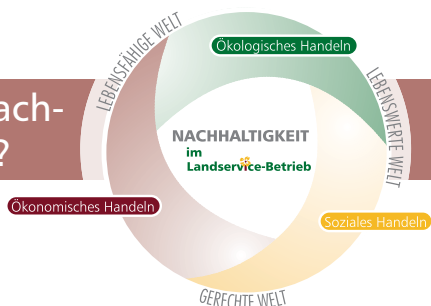 LEBENSFÄHIGE WELT
Ökologisches Handeln
LEBENSWERTE WELT
ach-
?
NACHHALTIGKEIT
im
Landservice-Betrieb
Ökonomisches Handeln
Soziales Handeln
GERECHTE WELT